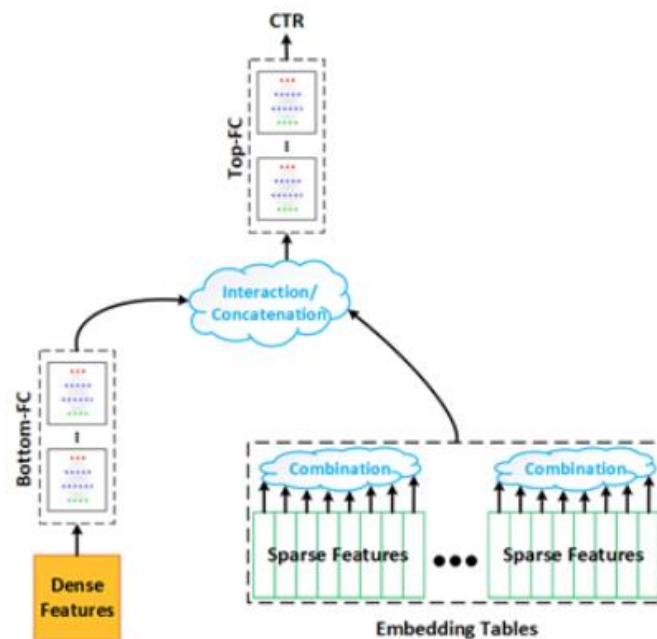 CTR
Top-FC
Interaction/
Concatenation
Bottom-FC
Combination
Combination
Sparse Features
Sparse Features
Dense
Features
Embedding Tables